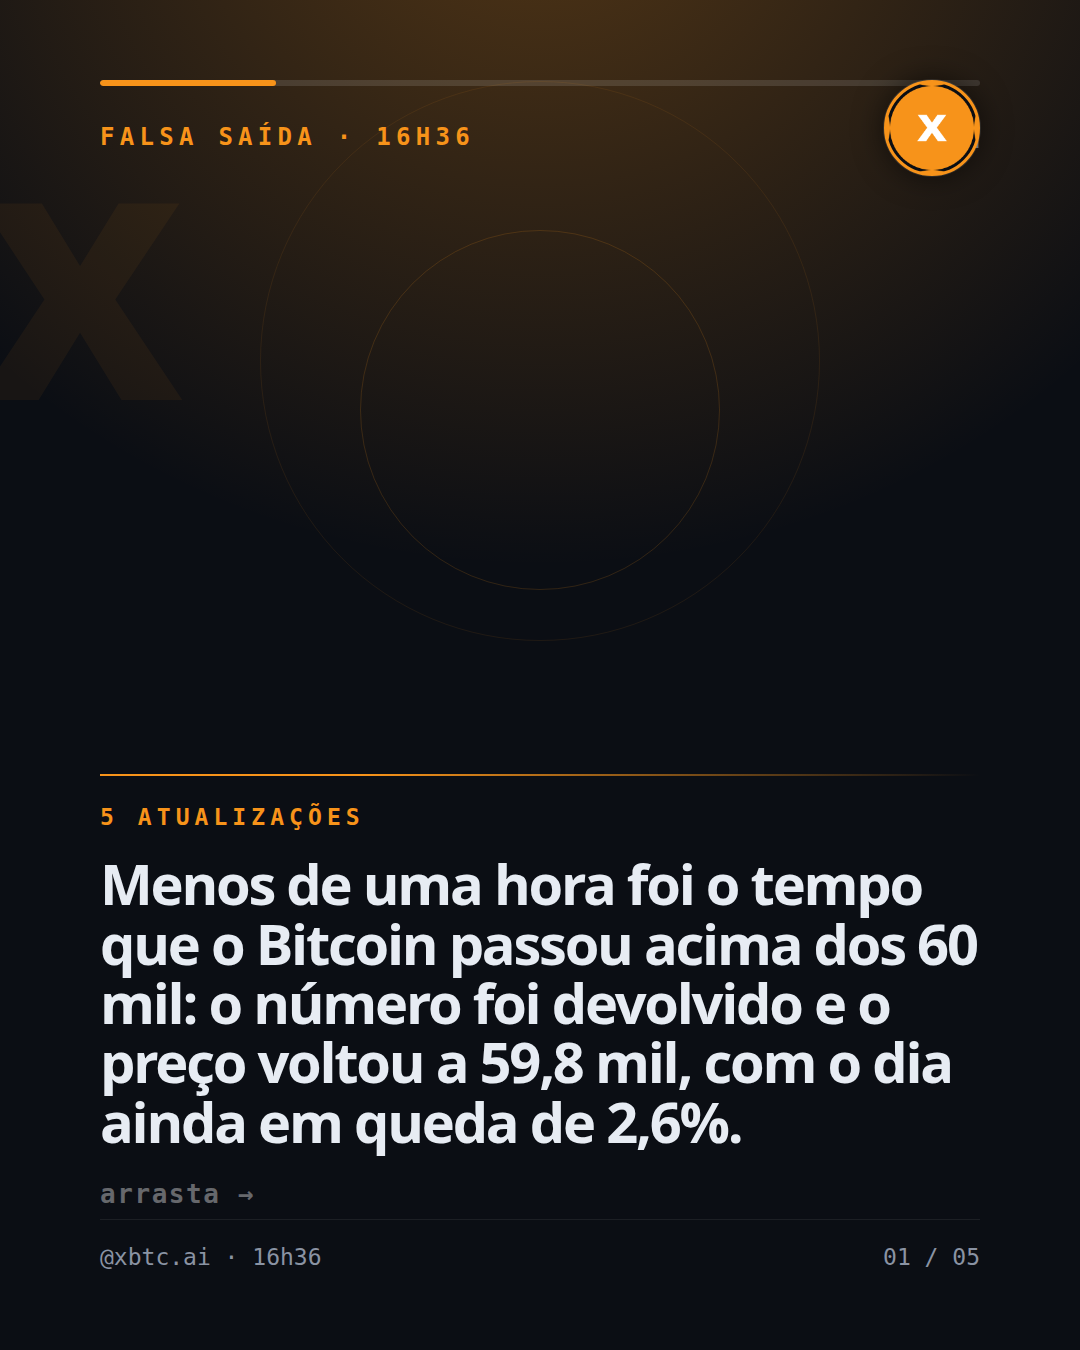 FALSA SAÍDA · 16H36
X
X
5 ATUALIZAÇÕES
Menos de uma hora foi o tempo
que o Bitcoin passou acima dos 60
mil: o número foi devolvido e o
preço voltou a 59,8 mil, com o dia
ainda em queda de 2,6%.
arrasta →
@xbtc.ai · 16h36
01 / 05